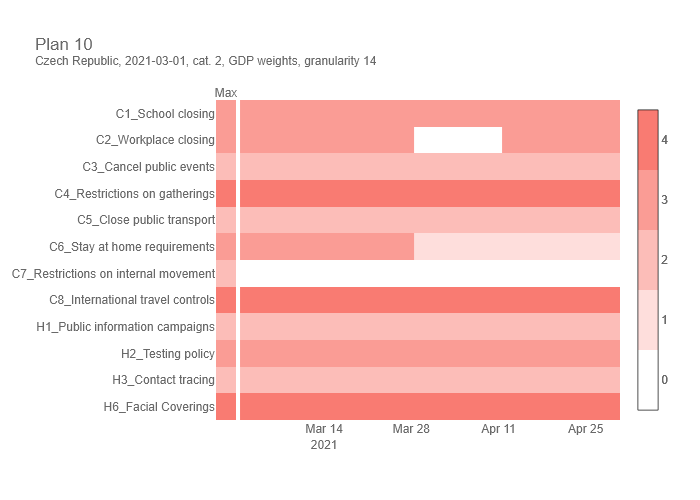 Plan 10
Czech Republic, 2021-03-01, cat. 2, GDP weights, granularity 14
Max
C1_School closing
C2_Workplace closing
C3_Cancel public events
C4_Restrictions on gatherings
C5_Close public transport
C6_Stay at home requirements
C7_Restrictions on internal movement
C8_International travel controls
H1_Public information campaigns
H2_Testing policy
H3_Contact tracing
H6_Facial Coverings
Mar 14
2021
Mar 28
Apr 11
Apr 25
4
3
2
1
0